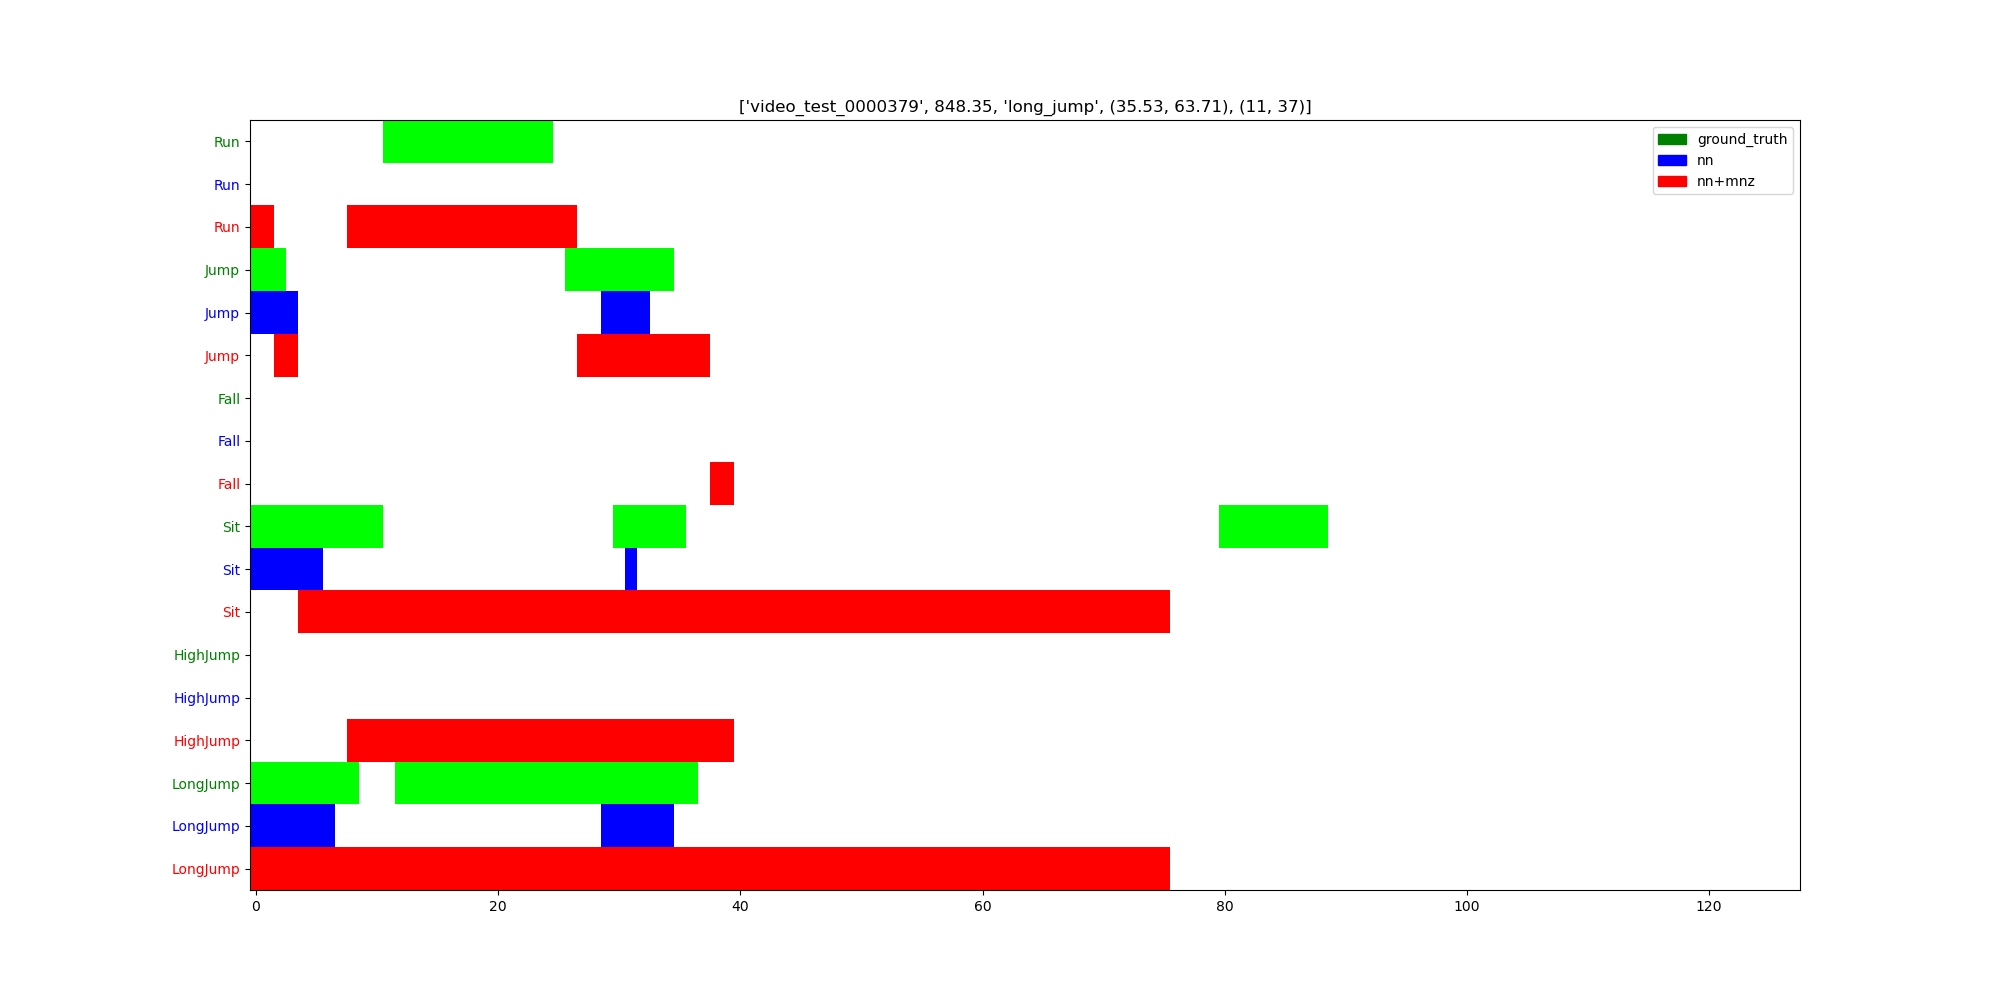 ['video_test_0000379', 848.35, 'long_jump', (35.53, 63.71), (11, 37)]
ground_truth
nn
nn+mnz
Run
Run
Run
Jump
Jump
Jump
Fall
Fall
Fall
Sit
Sit
Sit
HighJump
HighJump
HighJump
LongJump
LongJump
LongJump
0 20 40 60 80 100 120